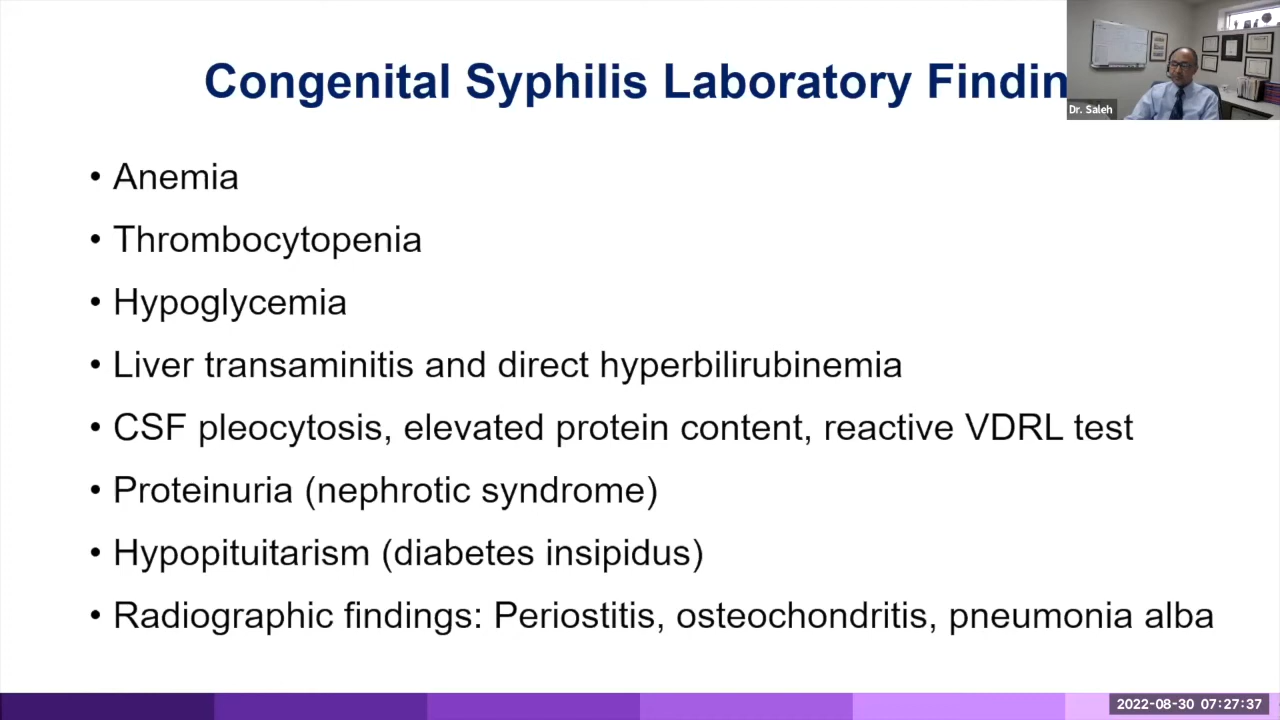 Congenital Syphilis Laboratory Findin
Dr. Saleh
• Anemia
• Thrombocytopenia
• Hypoglycemia
• Liver transaminitis and direct hyperbilirubinemia
• CSF pleocytosis, elevated protein content, reactive VDRL test
• Proteinuria (nephrotic syndrome)
• Hypopituitarism (diabetes insipidus)
• Radiographic findings: Periostitis, osteochondritis, pneumonia alba
2022-08-30 07:27:37